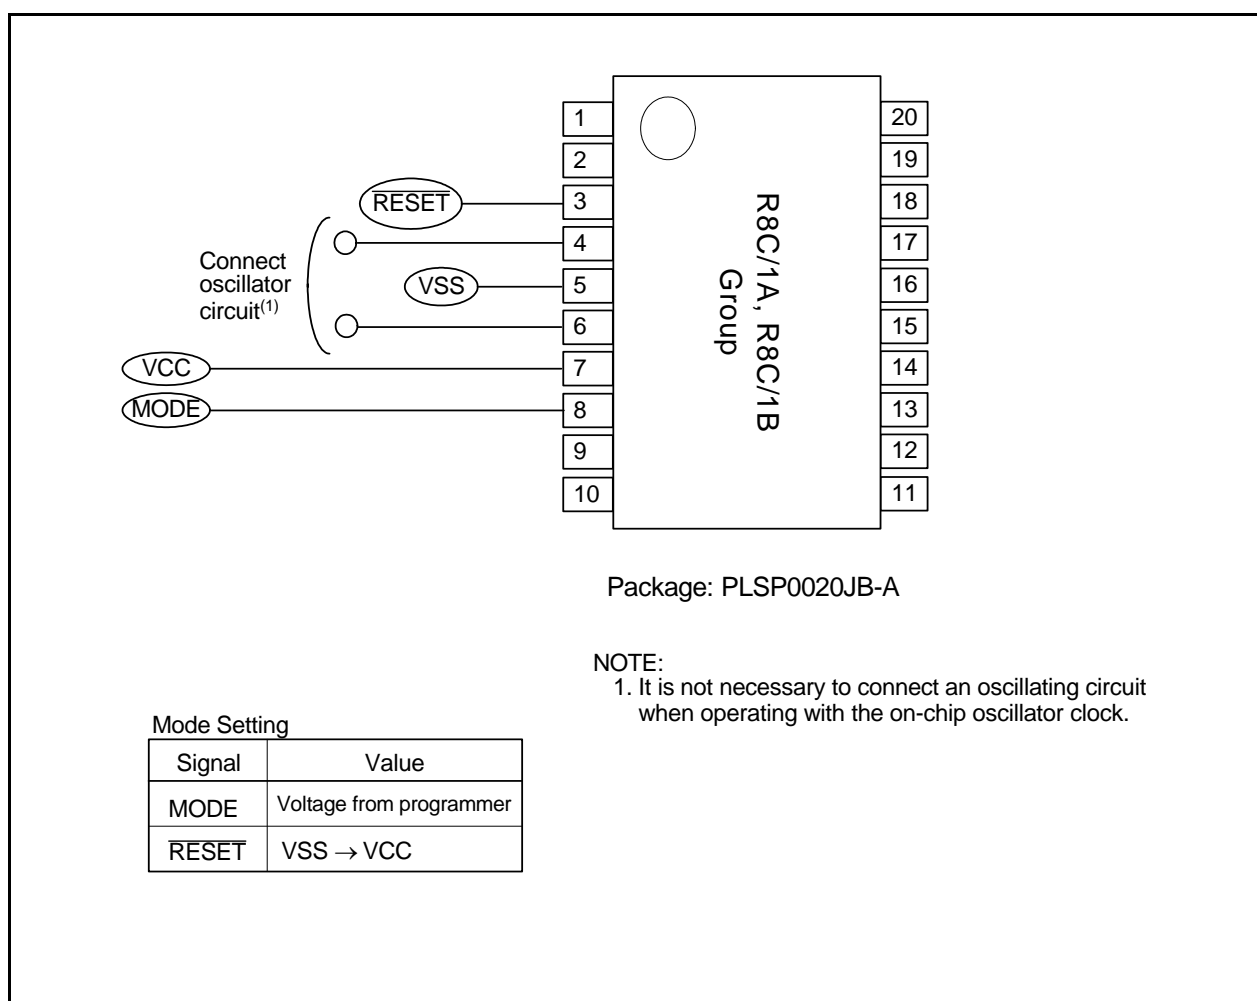 1
2
3
4
5
6
7
8
9
10
20
19
18
17
16
15
14
13
12
11
RESET
Connect
oscillator
circuit(1)
VSS
VCC
MODE
R8C/1A, R8C/1B
Group
Package: PLSP0020JB-A
NOTE:
1. It is not necessary to connect an oscillating circuit
when operating with the on-chip oscillator clock.
Mode Setting
Signal Value
MODE Voltage from programmer
RESET VSS → VCC